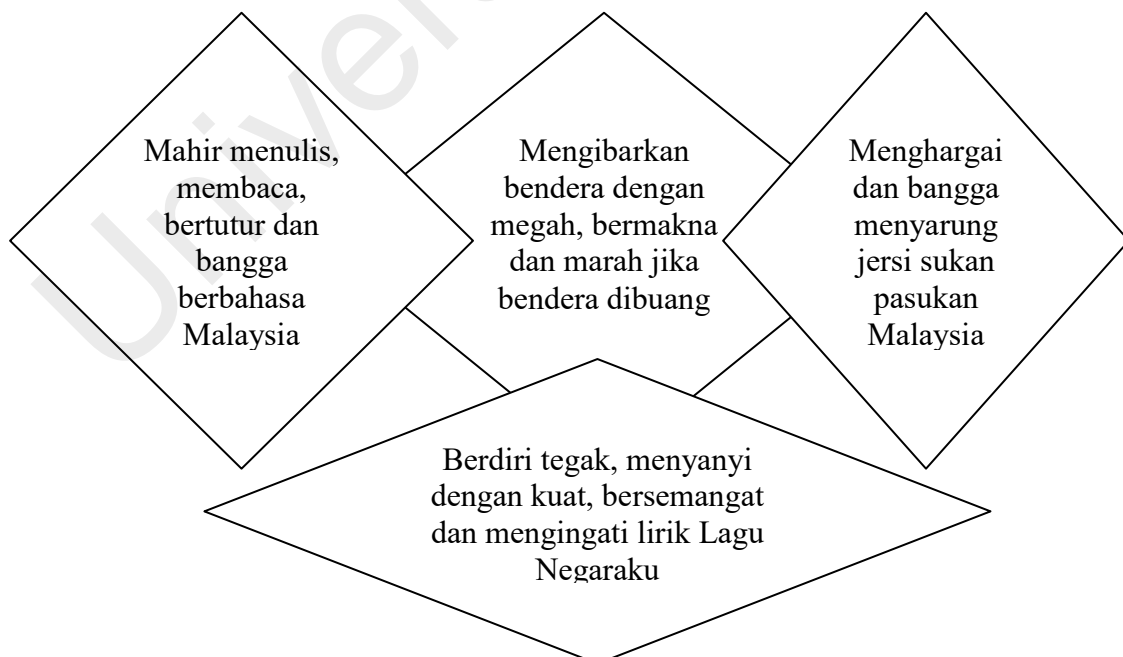 Mahir menulis,
membaca,
bertutur dan
bangga
berbahasa
Malaysia
Mengibarkan
bendera dengan
megah, bermakna
dan marah jika
bendera dibuang
Menghargai
dan bangga
menyarung
jersi sukan
pasukan
Malaysia
Berdiri tegak, menyanyi
dengan kuat, bersemangat
dan mengingati lirik Lagu
Negaraku